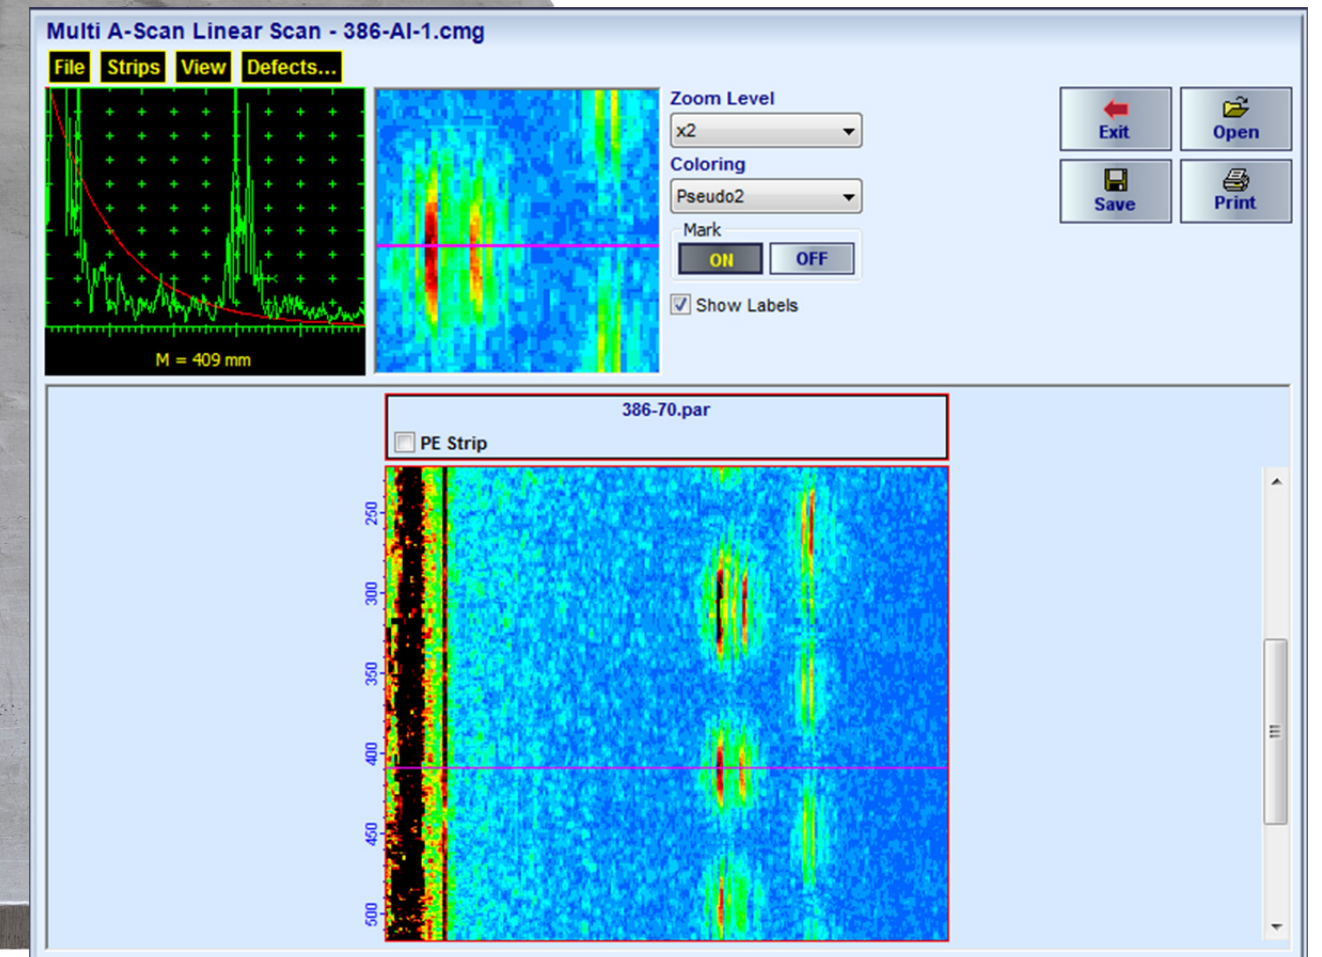 Multi A-Scan Linear Scan - 386-AI-1.cmg
File Strips View Defects...
M = 409 mm
Zoom Level
x2
Coloring
Pseudo2
Mark
ON OFF
Show Labels
Exit Open
Save Print
386-70.par
PE Strip
250
300
350
400
450
500